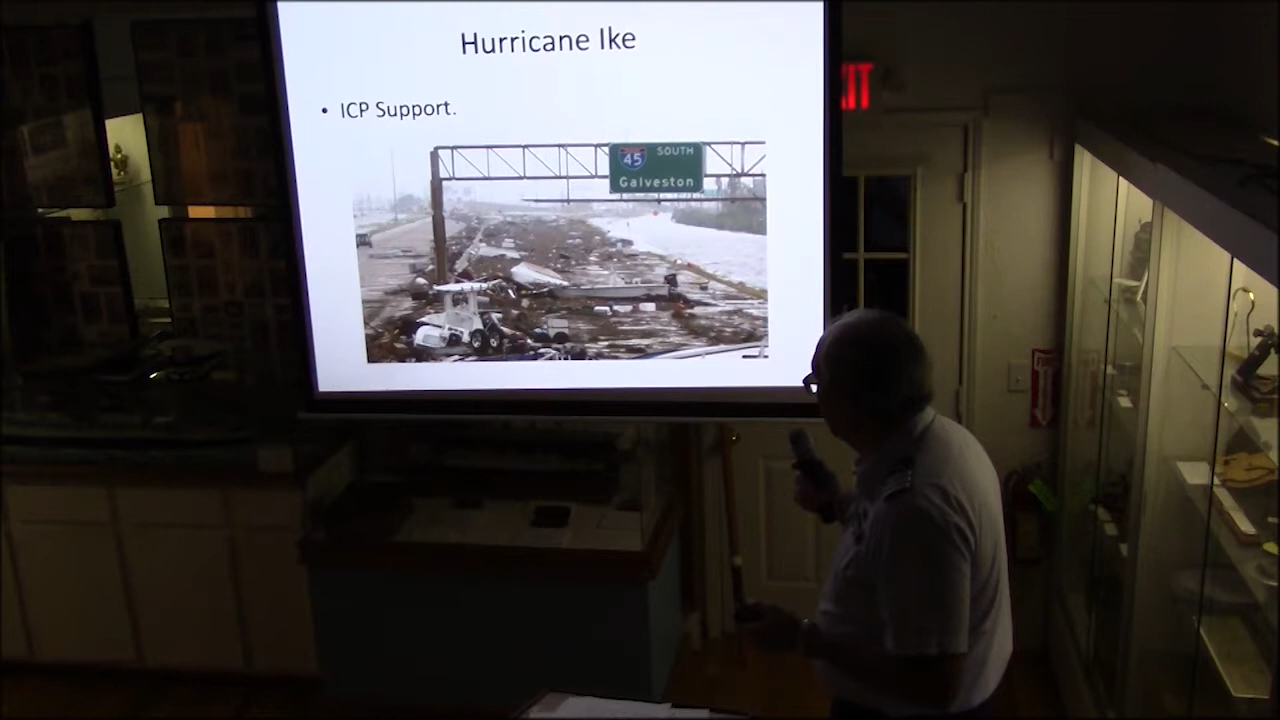 Hurricane Ike
• ICP Support.
45 SOUTH
Galveston
EXIT